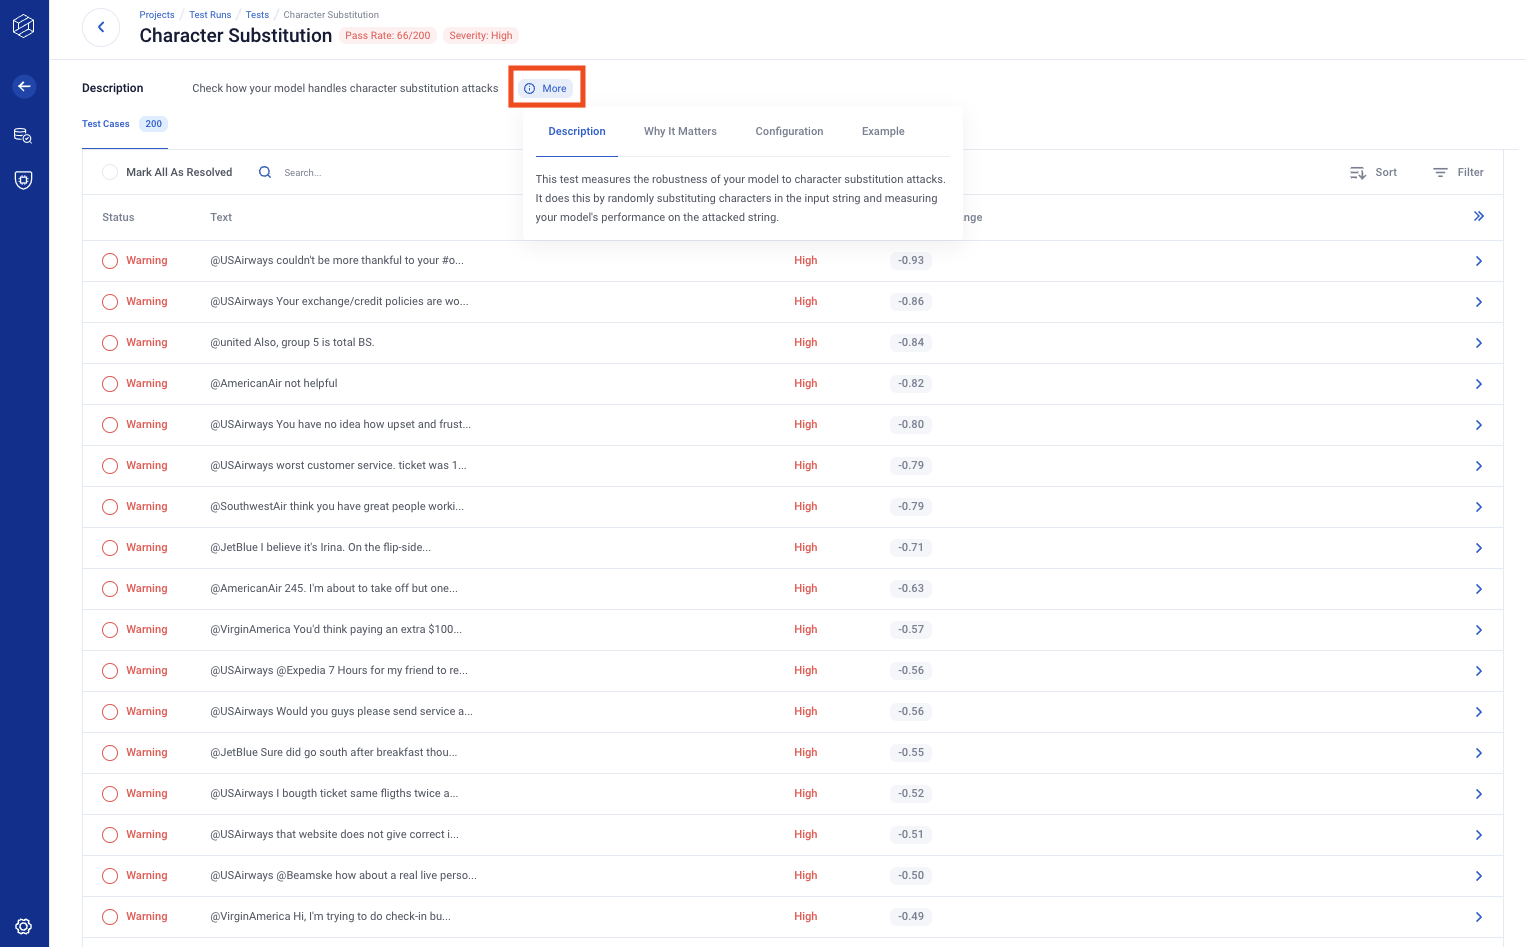 Projects / Test Runs / Tests / Character Substitution
Character Substitution Pass Rate: 66/200 Severity: High
Description Check how your model handles character substitution attacks More
Test Cases 200
Description Why It Matters Configuration Example
This test measures the robustness of your model to character substitution attacks.
It does this by randomly substituting characters in the input string and measuring
your model's performance on the attacked string.
Mark All As Resolved Search... Sort Filter
Status Text nge
Warning @USAirways couldn't be more thankful to your #o... High -0.93
Warning @USAirways Your exchange/credit policies are wo... High -0.86
Warning @united Also, group 5 is total BS. High -0.84
Warning @AmericanAir not helpful High -0.82
Warning @USAirways You have no idea how upset and frust... High -0.80
Warning @USAirways worst customer service. ticket was 1... High -0.79
Warning @SouthwestAir think you have great people worki... High -0.79
Warning @JetBlue I believe it's Irina. On the flip-side... High -0.71
Warning @AmericanAir 245. I'm about to take off but one... High -0.63
Warning @VirginAmerica You'd think paying an extra $100... High -0.57
Warning @USAirways @Expedia 7 Hours for my friend to re... High -0.56
Warning @USAirways Would you guys please send service a... High -0.56
Warning @JetBlue Sure did go south after breakfast thou... High -0.55
Warning @USAirways I bougth ticket same fligths twice a... High -0.52
Warning @USAirways that website does not give correct i... High -0.51
Warning @USAirways @Beamske how about a real live perso... High -0.50
Warning @VirginAmerica Hi, I'm trying to do check-in bu... High -0.49